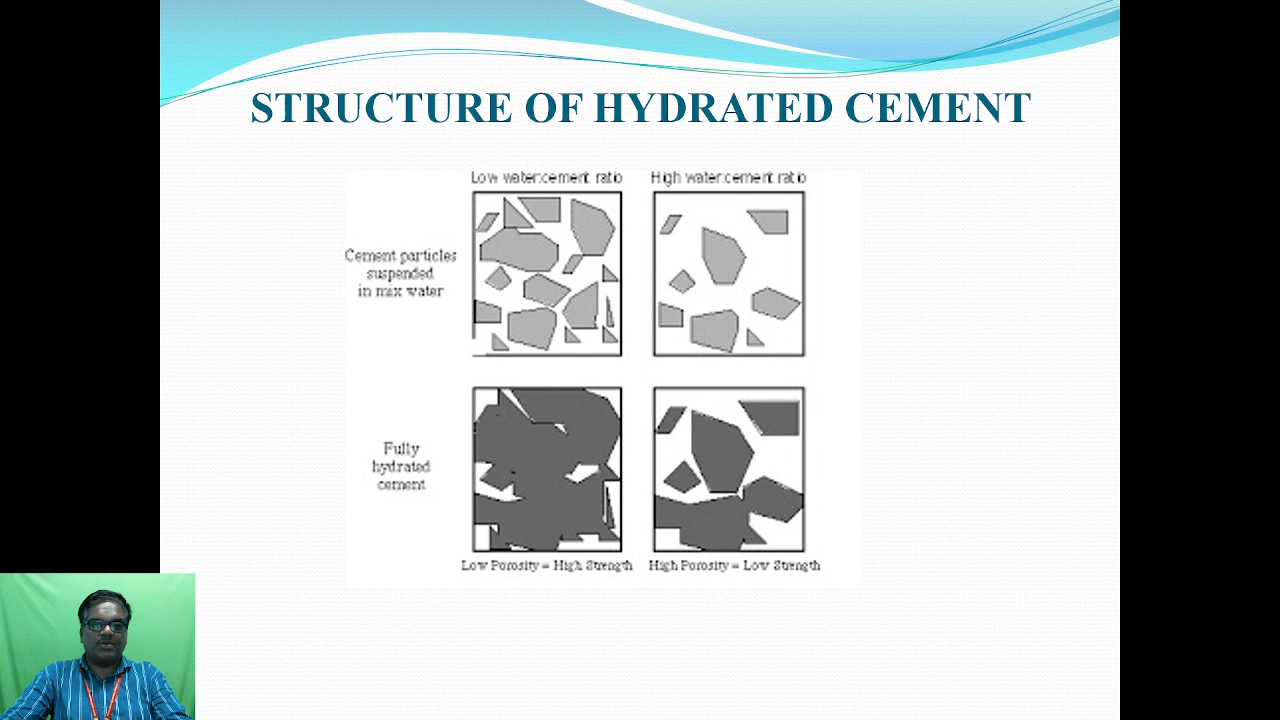 STRUCTURE OF HYDRATED CEMENT
Low water:cement ratio
High water:cement ratio
Cement particles
suspended
in mix water
Fully
hydrated
cement
Low Porosity = High Strength
High Porosity = Low Strength